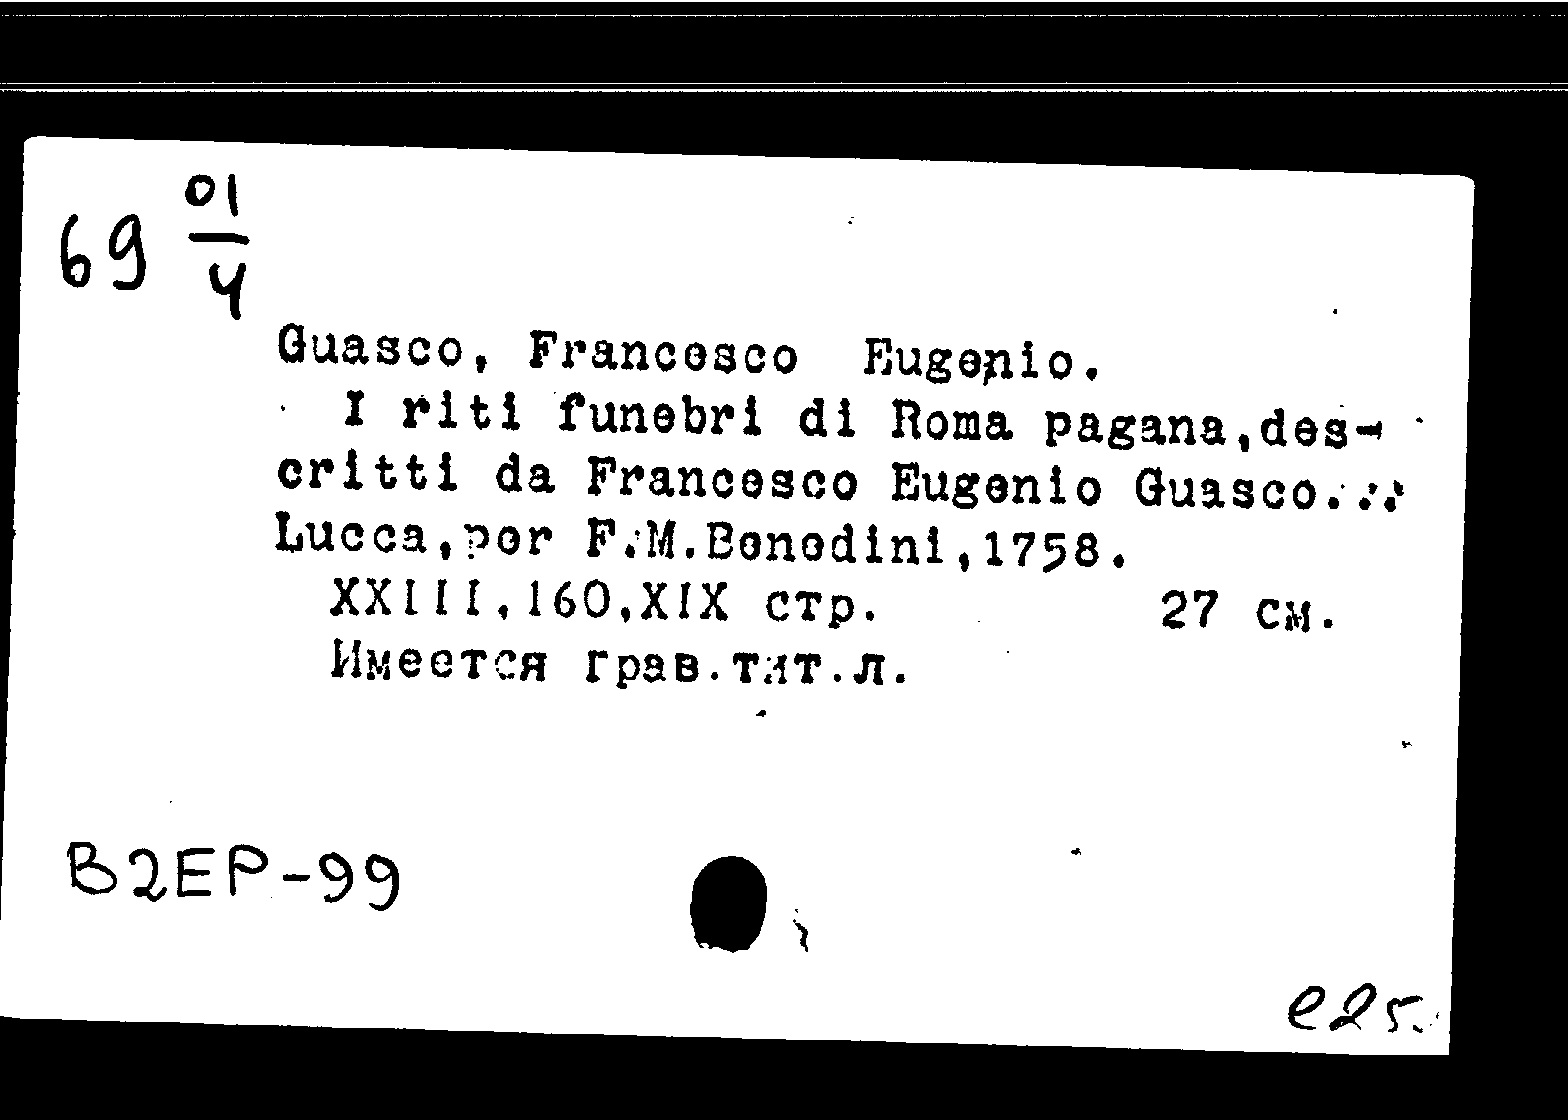 69 01/4
Guasco, Francesco Eugenio.
I riti funebri di Roma pagana,des-
critti da Francesco Eugenio Guasco...
Lucca,per F.M.Benedini,1758.
XXIII,160,XIX стр. 27 см.
Имеется грав.тит.л.
B2EP-99
e25.